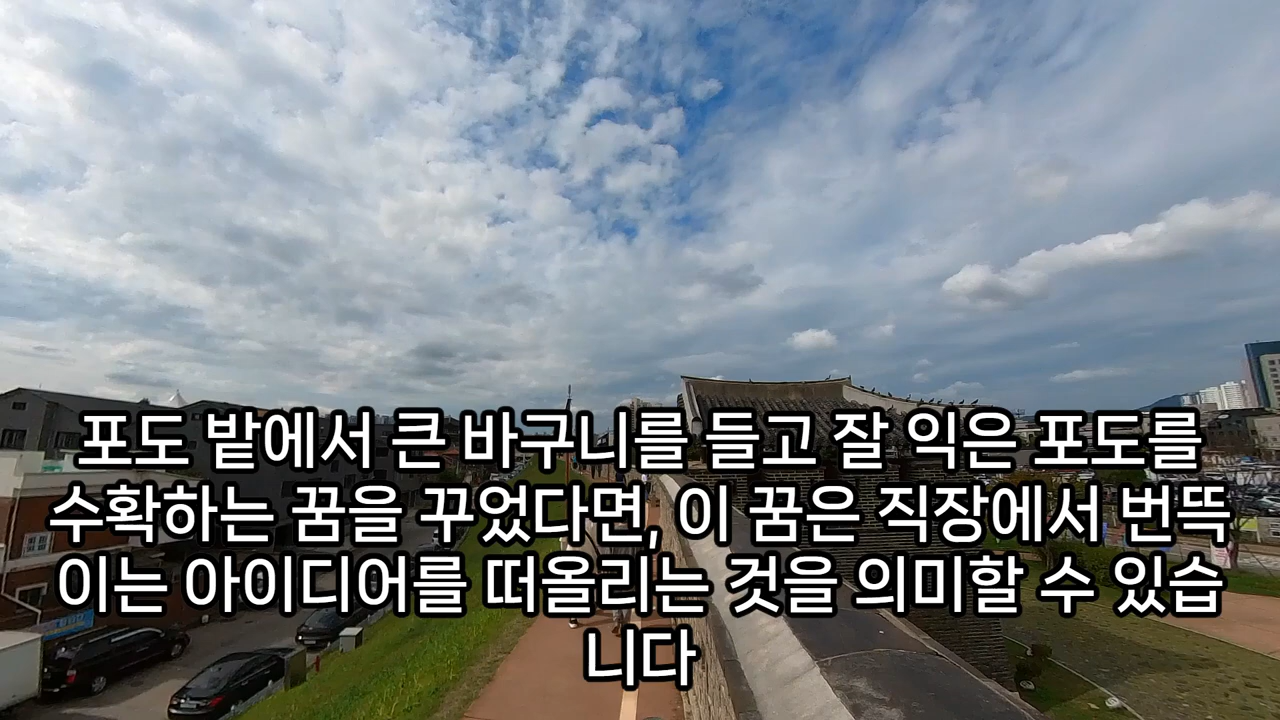 포도 밭에서 큰 바구니를 들고 잘 익은 포도를
수확하는 꿈을 꾸었다면, 이 꿈은 직장에서 번뜩
이는 아이디어를 떠올리는 것을 의미할 수 있습
니다